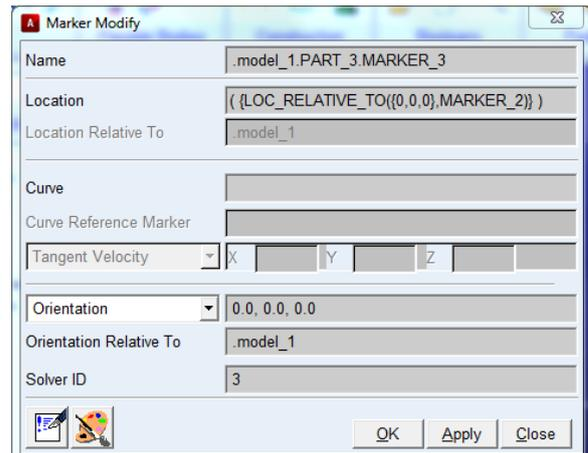 Marker Modify
Name .model_1.PART_3.MARKER_3
Location ( {LOC_RELATIVE_TO({0,0,0},MARKER_2)} )
Location Relative To .model_1
Curve
Curve Reference Marker
Tangent Velocity X Y Z
Orientation 0.0, 0.0, 0.0
Orientation Relative To .model_1
Solver ID 3
OK Apply Close